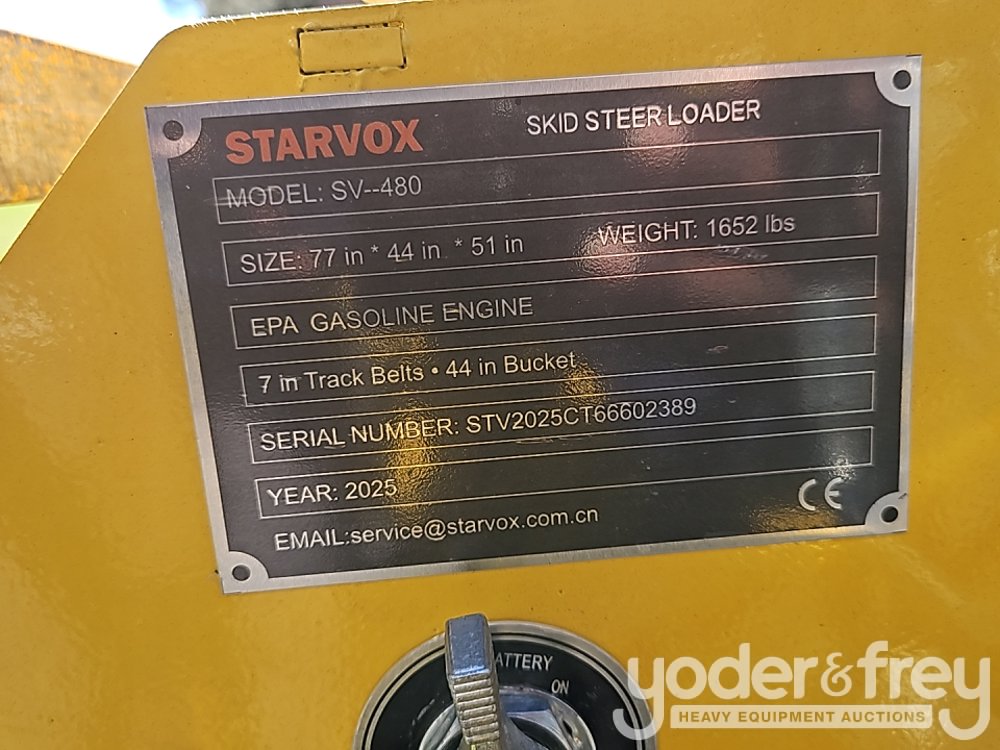 STARVOX SKID STEER LOADER
MODEL: SV--480
SIZE: 77 in * 44 in * 51 in WEIGHT: 1652 lbs
EPA GASOLINE ENGINE
7 in Track Belts • 44 in Bucket
SERIAL NUMBER: STV2025CT66602389
YEAR: 2025
CE
EMAIL:service@starvox.com.cn
BATTERY
ON
yoder&frey
HEAVY EQUIPMENT AUCTIONS